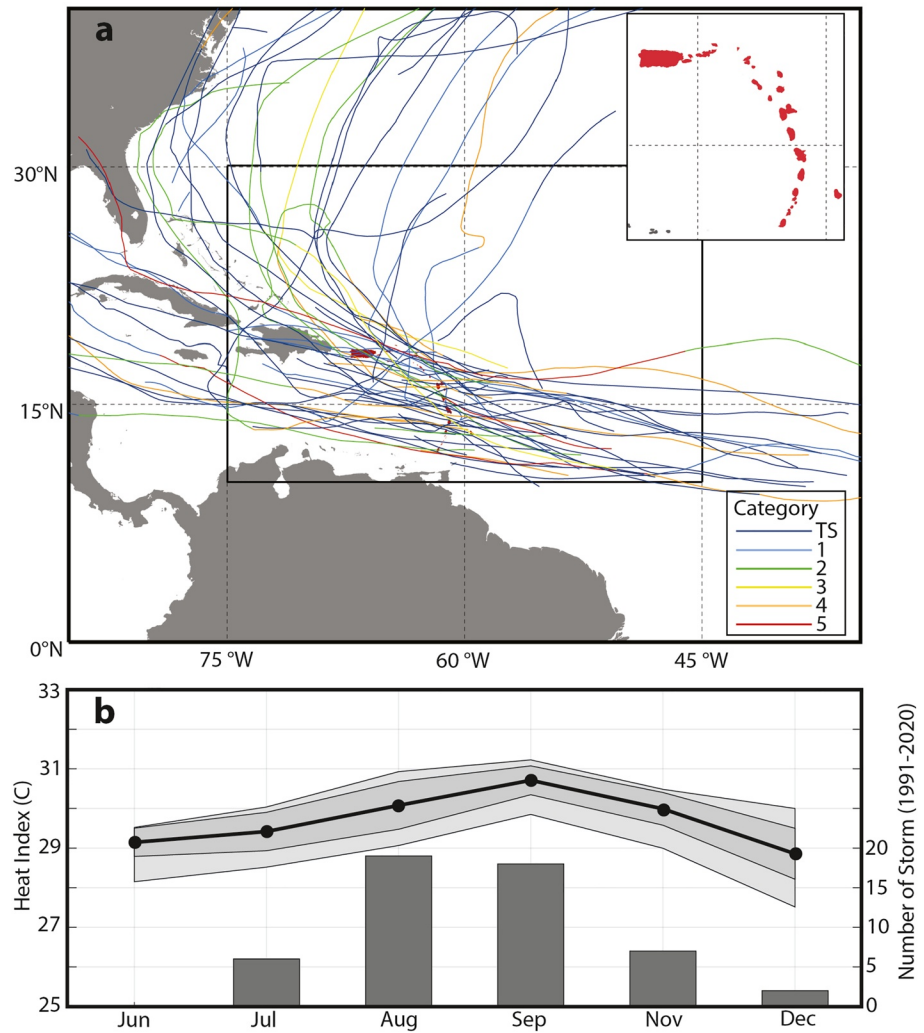 a
30°N
15°N
0°N
75 °W
60 °W
45 °W
Category
TS
1
2
3
4
5
b
Heat Index (C)
33
31
29
27
25
Number of Storm (1991-2020)
20
15
10
5
0
Jun
Jul
Aug
Sep
Nov
Dec